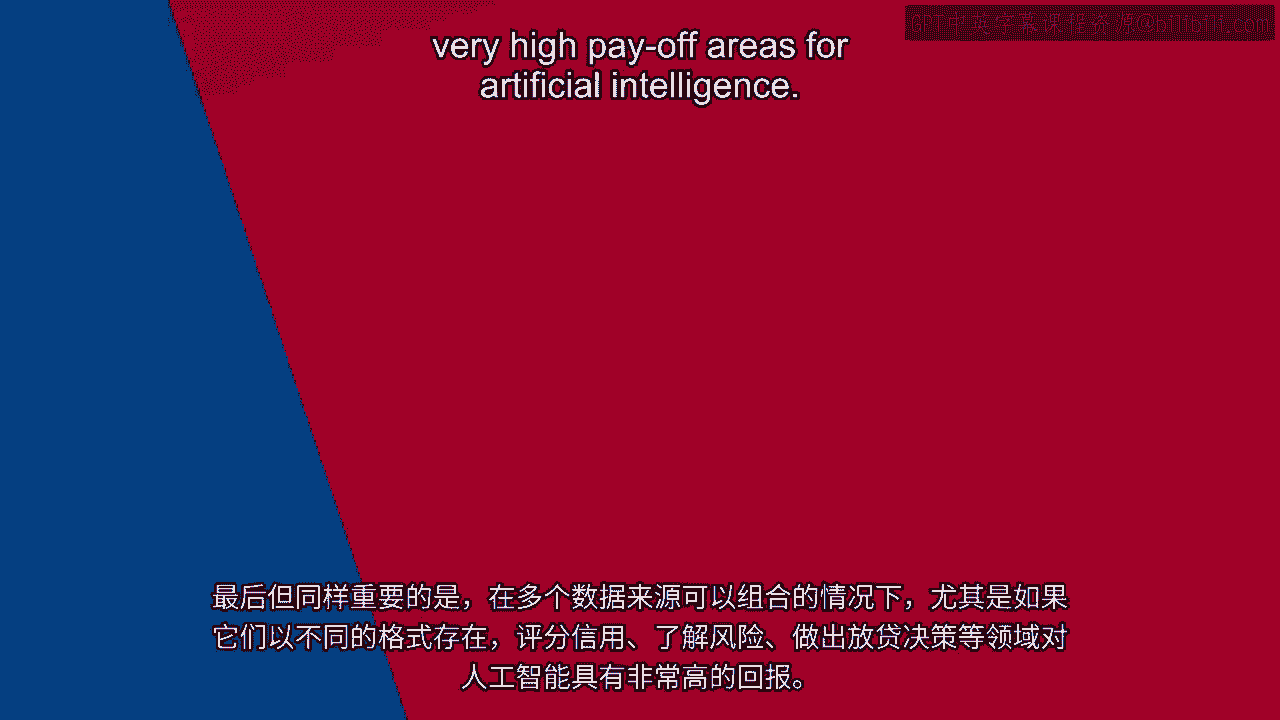 very high pay-off areas for
artificial intelligence.
最后但同样重要的是，在多个数据来源可以组合的情况下，尤其是如果
它们以不同的格式存在，评分信用、了解风险、做出放贷决策等领域对
人工智能具有非常高的回报。